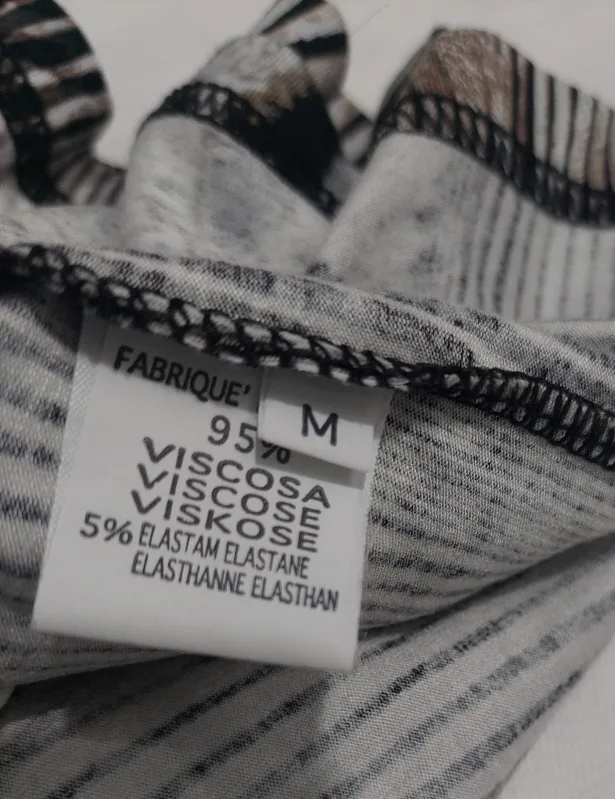 FABRIQUE'
M
95%
VISCOSA
VISCOSE
VISKOSE
5% ELASTAM ELASTANE
ELASTHANNE ELASTHAN